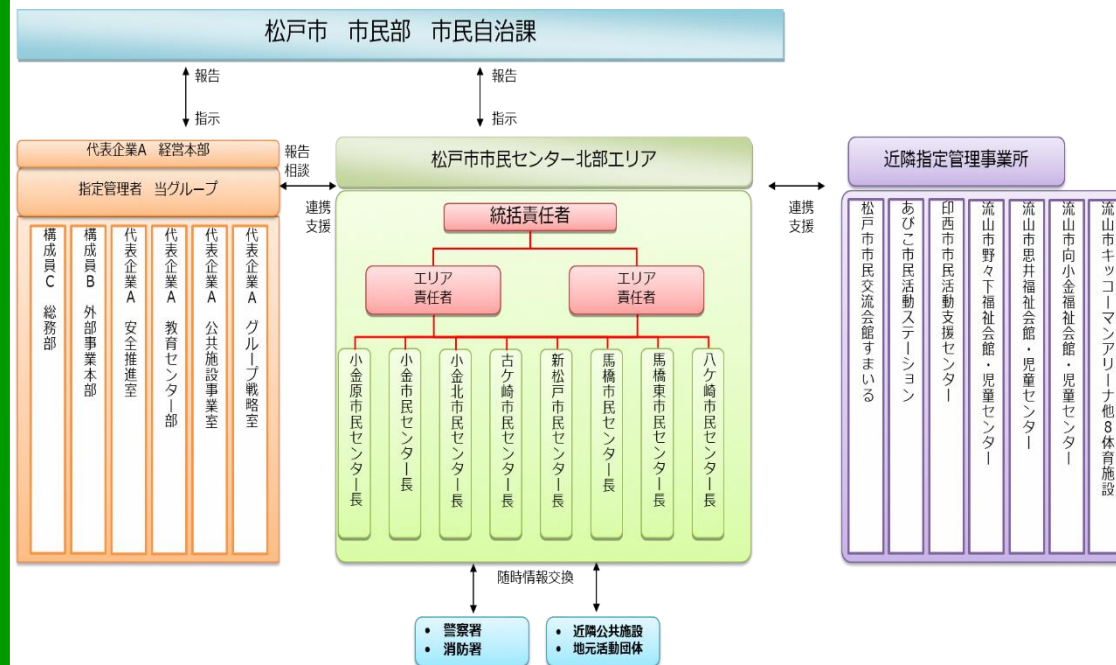 松戸市　市民部　市民自治課
報告
指示
報告
指示
代表企業A　経営本部
指定管理者　当グループ
構成員C　総務部
構成員B　外部事業本部
代表企業A　安全推進室
代表企業A　教育センター部
代表企業A　公共施設事業室
代表企業A　グループ戦略室
報告
相談
連携
支援
松戸市市民センター北部エリア
統括責任者
エリア
責任者
エリア
責任者
小金原市民センター長
小金市民センター長
小金北市民センター長
古ケ崎市民センター長
新松戸市民センター長
馬橋市民センター長
馬橋東市民センター長
八ケ崎市民センター長
連携
支援
近隣指定管理事業所
松戸市市民交流会館すまいる
あびこ市民活動ステーション
印西市市民活動支援センター
流山市野々下福祉会館・児童センター
流山市思井福祉会館・児童センター
流山市向小金福祉会館・児童センター
流山市キッコーマンアリーナ他8体育施設
随時情報交換
• 警察署
• 消防署
• 近隣公共施設
• 地元活動団体